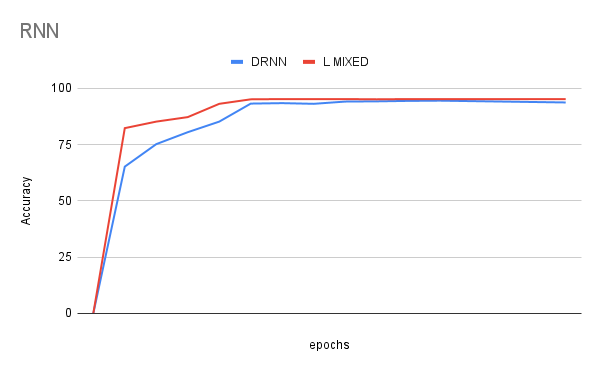 RNN
DRNN
L MIXED
100
75
50
25
0
Accuracy
epochs